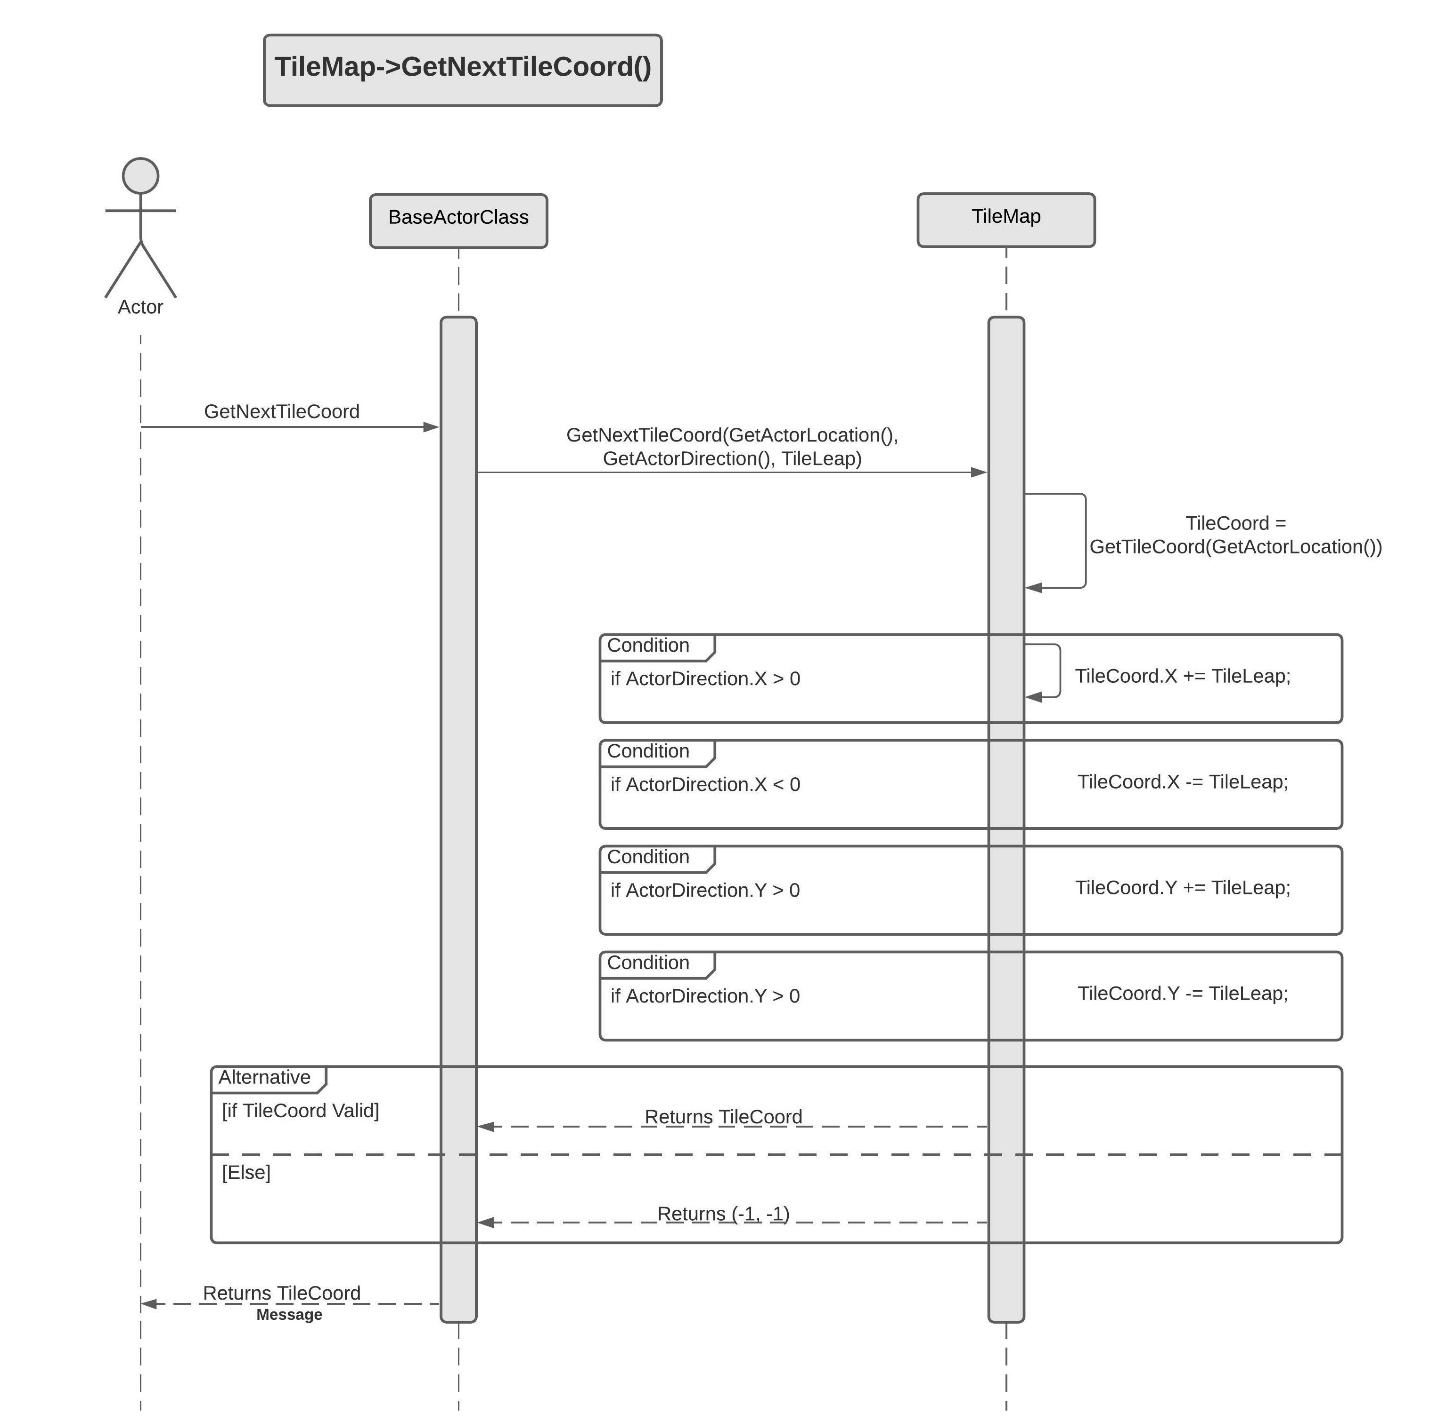 TileMap->GetNextTileCoord()
BaseActorClass
TileMap
Actor
GetNextTileCoord
GetNextTileCoord(GetActorLocation(),
GetActorDirection(), TileLeap)
TileCoord =
GetTileCoord(GetActorLocation())
Condition
if ActorDirection.X > 0
TileCoord.X += TileLeap;
Condition
if ActorDirection.X < 0
TileCoord.X -= TileLeap;
Condition
if ActorDirection.Y > 0
TileCoord.Y += TileLeap;
Condition
if ActorDirection.Y > 0
TileCoord.Y -= TileLeap;
Alternative
[if TileCoord Valid]
Returns TileCoord
[Else]
Returns (-1, -1)
Returns TileCoord
Message